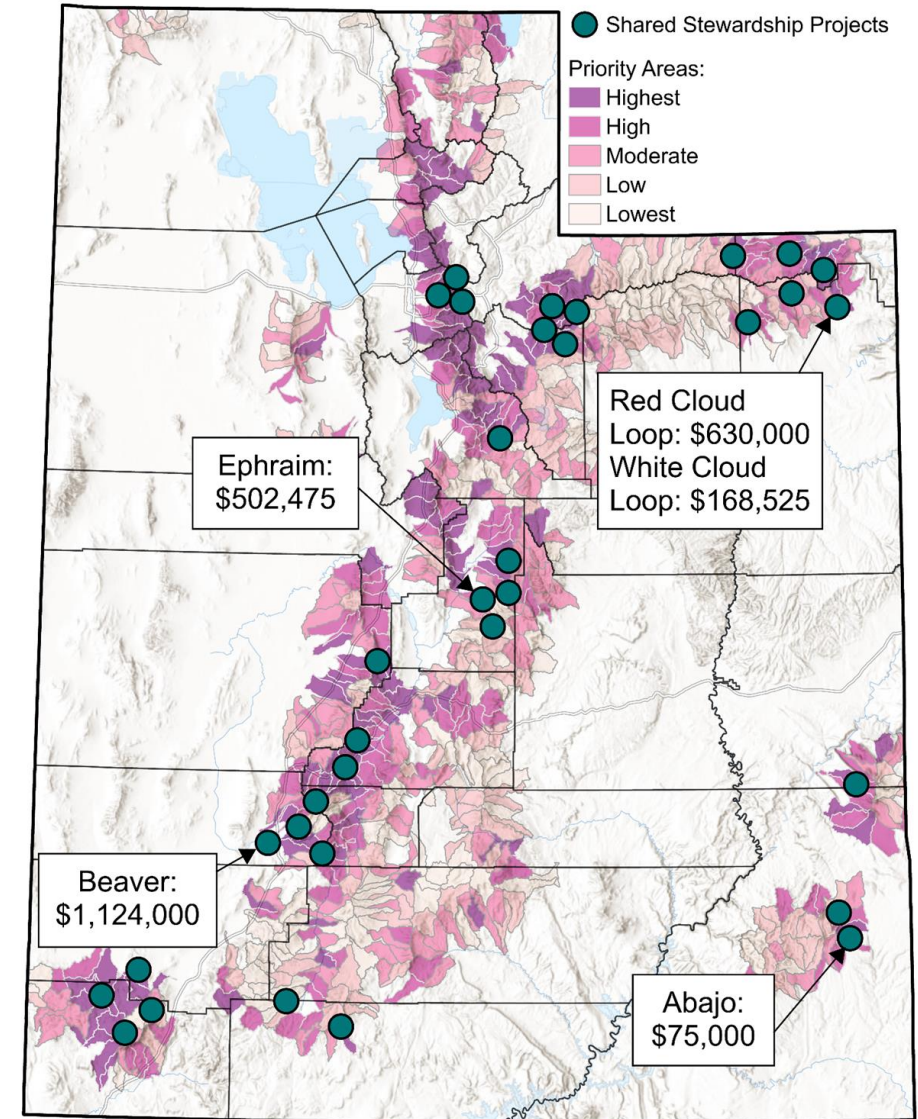 Shared Stewardship Projects
Priority Areas:
Highest
High
Moderate
Low
Lowest
Red Cloud
Loop: $630,000
White Cloud
Loop: $168,525
Ephraim:
$502,475
Beaver:
$1,124,000
Abajo:
$75,000